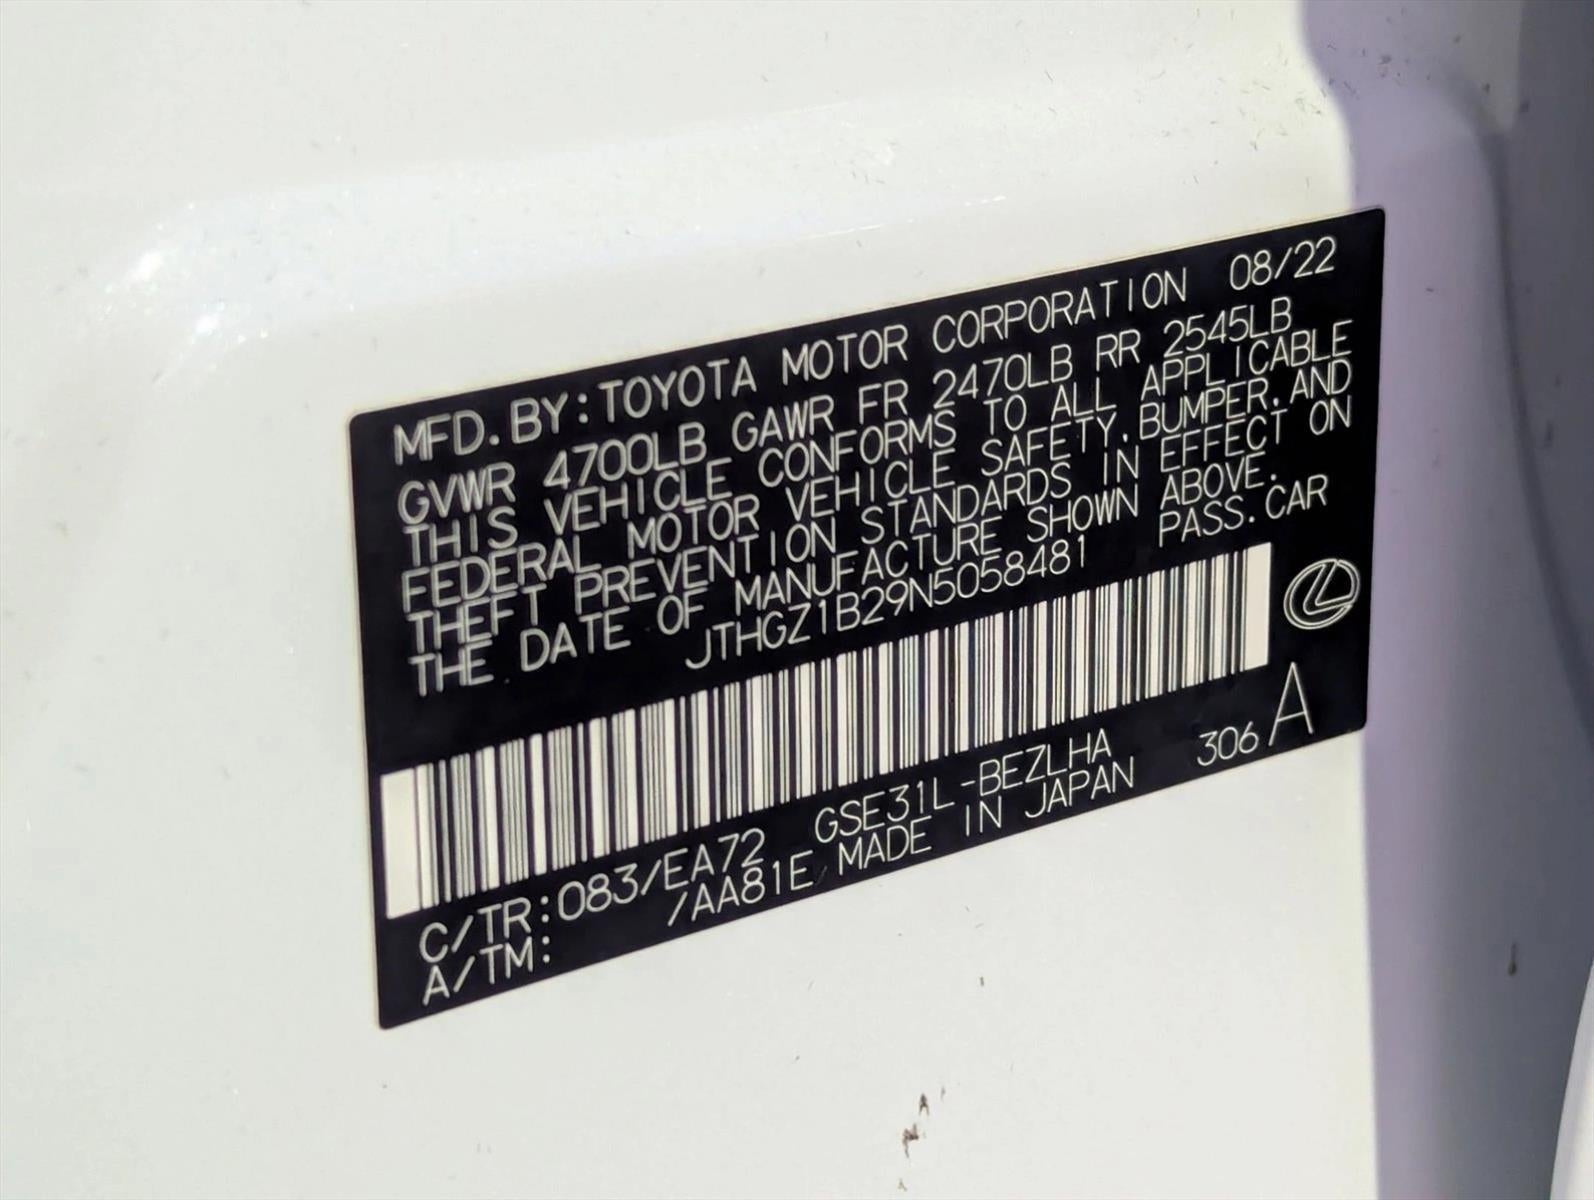 MFD. BY: TOYOTA MOTOR CORPORATION 08/22
GVWR 4700LB GAWR FR 2470LB RR 2545LB
THIS VEHICLE CONFORMS TO ALL APPLICABLE
FEDERAL MOTOR VEHICLE SAFETY, BUMPER, AND
THEFT PREVENTION STANDARDS IN EFFECT ON
THE DATE OF MANUFACTURE SHOWN ABOVE.
JTHGZ1B29N5058481 PASS. CAR
C/TR: 083/EA72 GSE31L-BEZLHA 306 A
A/TM: /AA81E, MADE IN JAPAN